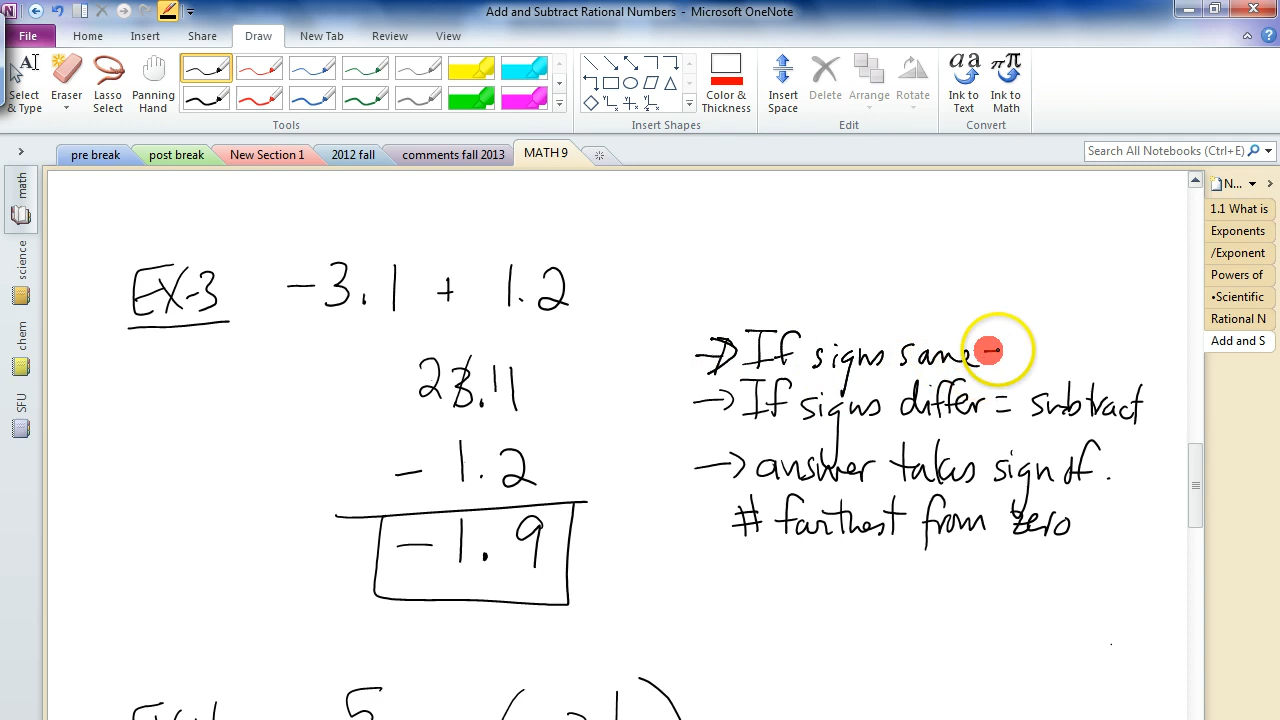 Add and Subtract Rational Numbers - Microsoft OneNote
File Home Insert Share Draw New Tab Review View
Select & Type
Eraser
Lasso Select
Panning Hand
Color & Thickness
Insert Space
Delete
Arrange
Rotate
Ink to Text
Ink to Math
Tools Insert Shapes Edit Convert
pre break post break New Section 1 2012 fall comments fall 2013 MATH 9
Search All Notebooks (Ctrl+E)
N...
math
science
chem
SFU
1.1 What is
Exponents
/Exponent
Powers of
•Scientific
Rational N
Add and S
EX-3 -3.1 + 1.2
23.11
- 1.2
-1.9
→ If signs same -
→ If signs differ = subtract
→ answer takes sign of.
# farthest from zero
5